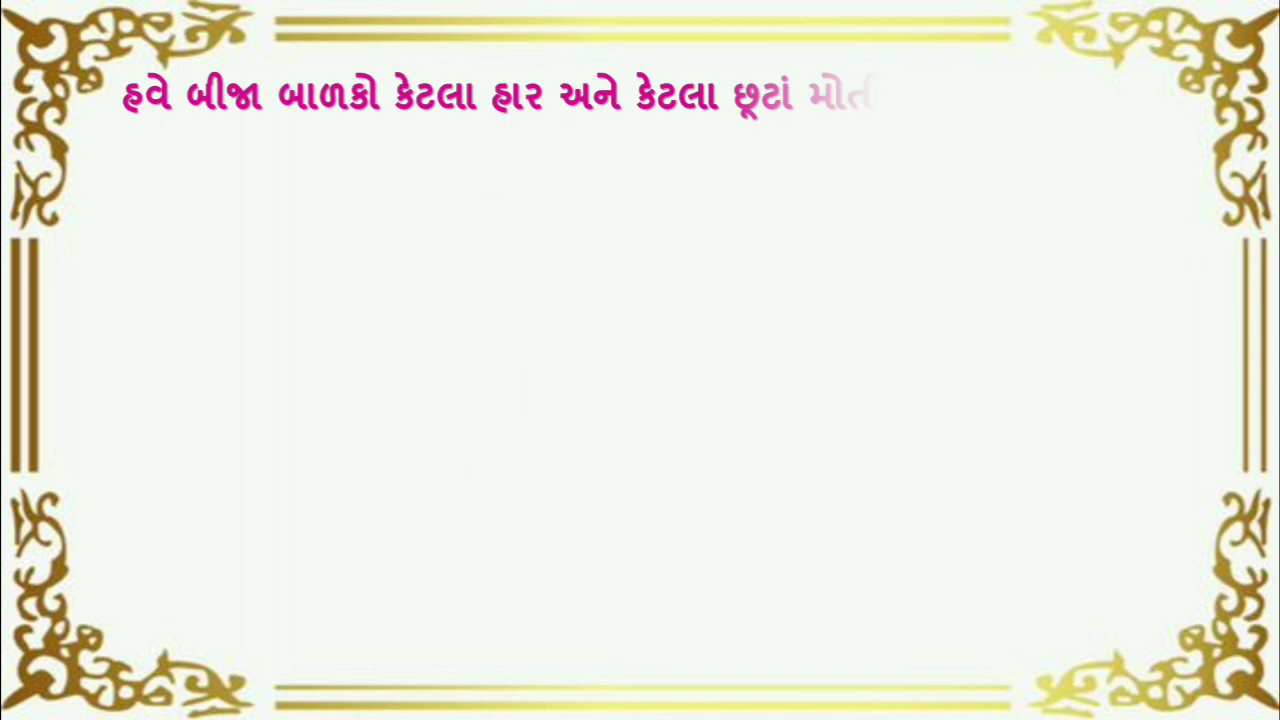 હવે બીજા બાળકો કેટલા હાર અને કેટલા છૂટાં મોતી